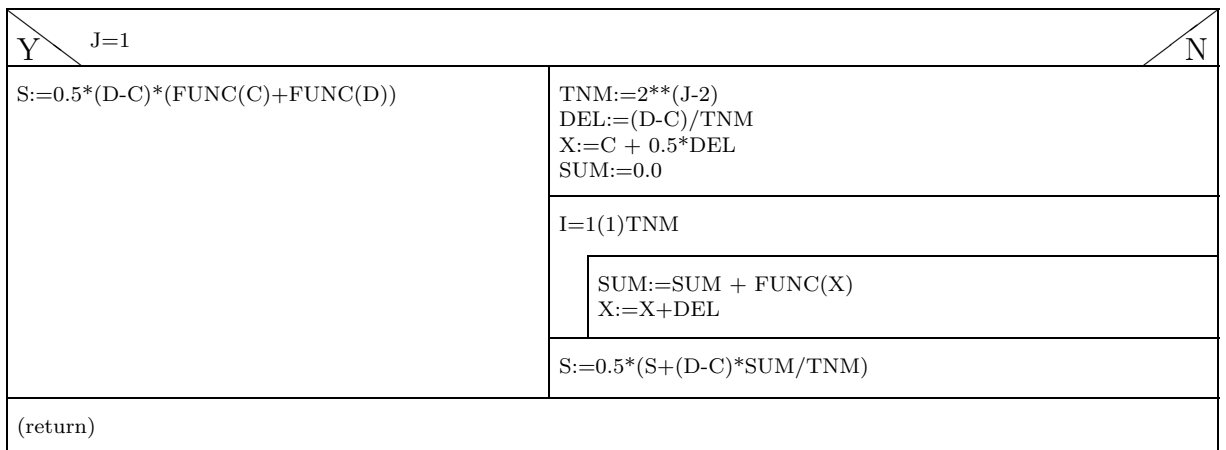 Y J=1 N
S:=0.5*(D-C)*(FUNC(C)+FUNC(D))
TNM:=2**(J-2)
DEL:=(D-C)/TNM
X:=C + 0.5*DEL
SUM:=0.0
I=1(1)TNM
SUM:=SUM + FUNC(X)
X:=X+DEL
S:=0.5*(S+(D-C)*SUM/TNM)
(return)